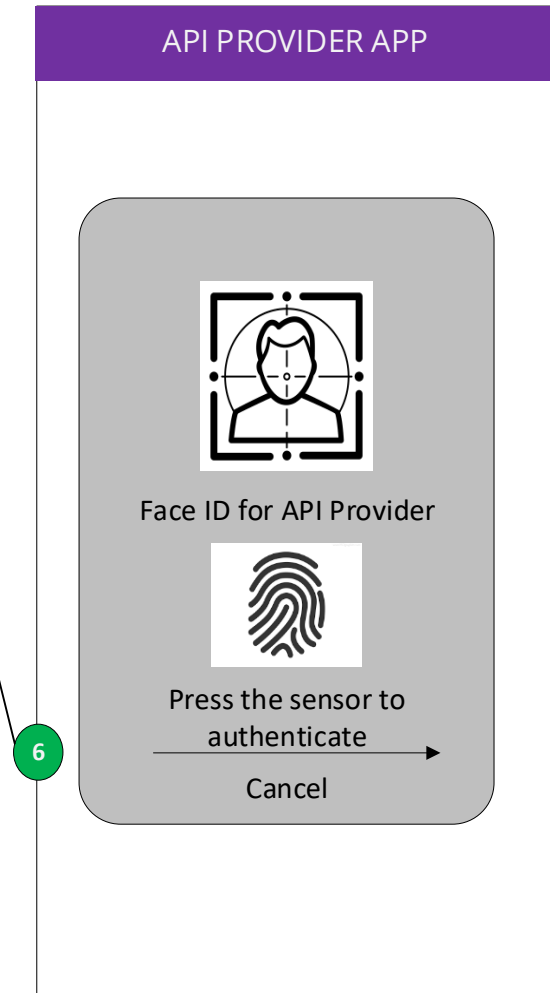 API PROVIDER APP
Face ID for API Provider
Press the sensor to
authenticate
6
Cancel